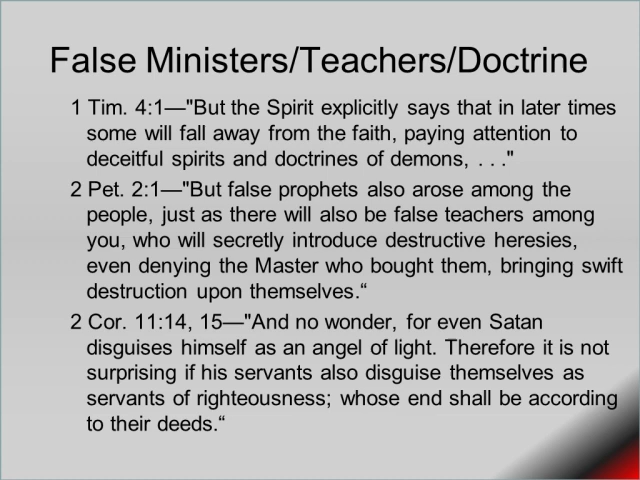 False Ministers/Teachers/Doctrine
1 Tim. 4:1—"But the Spirit explicitly says that in later times
some will fall away from the faith, paying attention to
deceitful spirits and doctrines of demons, . . ."
2 Pet. 2:1—"But false prophets also arose among the
people, just as there will also be false teachers among
you, who will secretly introduce destructive heresies,
even denying the Master who bought them, bringing swift
destruction upon themselves.“
2 Cor. 11:14, 15—"And no wonder, for even Satan
disguises himself as an angel of light. Therefore it is not
surprising if his servants also disguise themselves as
servants of righteousness; whose end shall be according
to their deeds.“